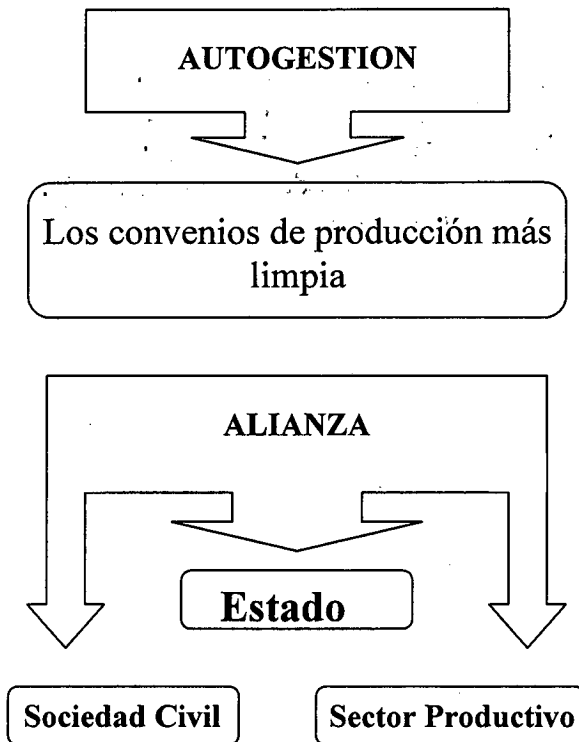 AUTOGESTION
Los convenios de producción más
limpia
ALIANZA
Estado
Sociedad Civil
Sector Productivo